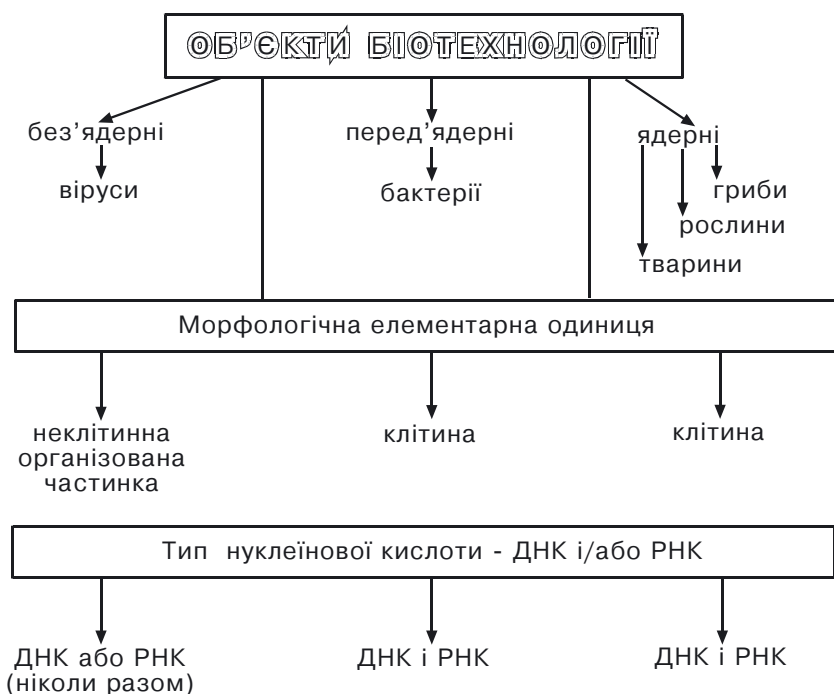 ОБ’ЄКТИ БІОТЕХНОЛОГІЇ
без’ядерні перед’ядерні ядерні
віруси бактерії гриби
рослини
тварини
Морфологічна елементарна одиниця
неклітинна клітина клітина
організована
частинка
Тип нуклеїнової кислоти - ДНК і/або РНК
ДНК або РНК ДНК і РНК ДНК і РНК
(ніколи разом)